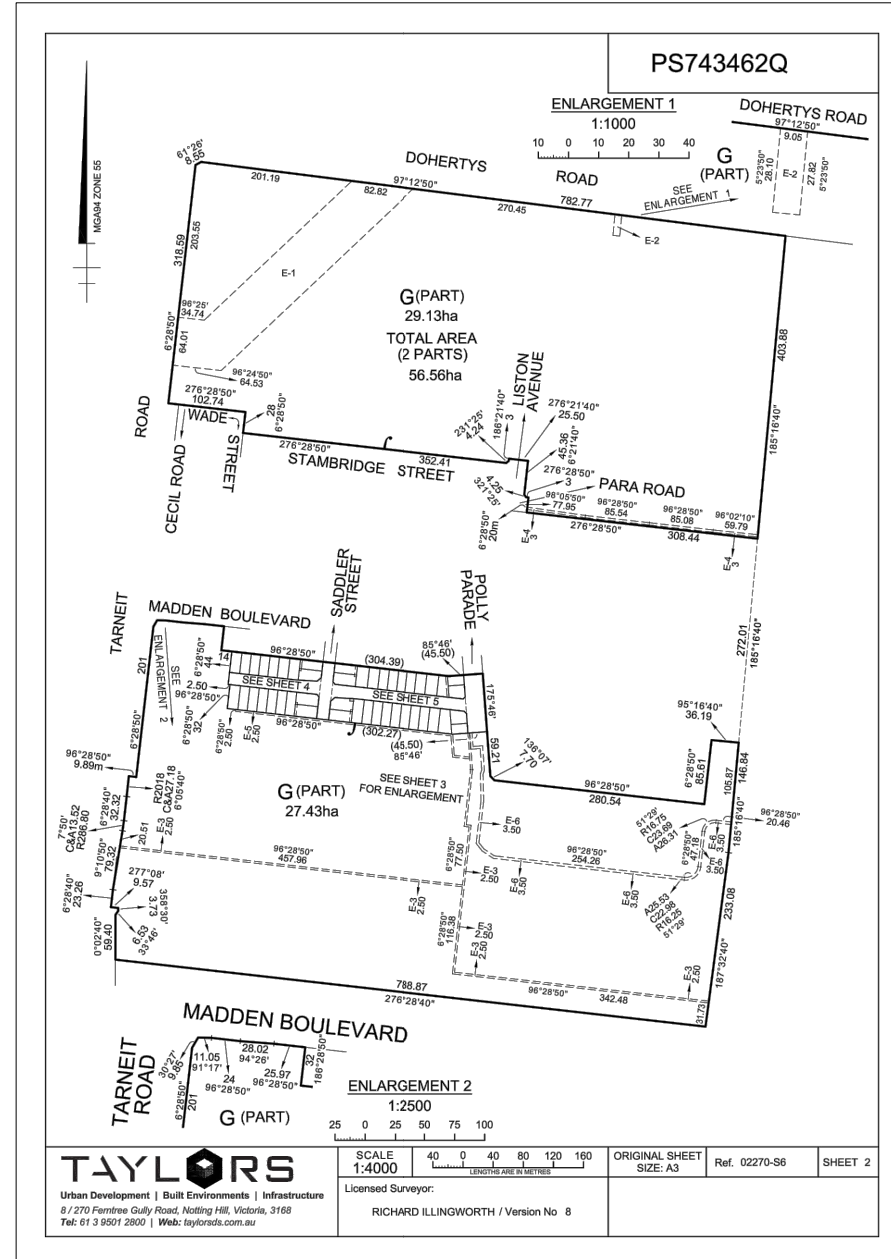 PS743462Q
ENLARGEMENT 1
1:1000
10 0 10 20 30 40
DOHERTYS ROAD
97°12'50"
9.05
G
(PART)
5°23'50"
28.10
E-2
27.82
5°23'50"
SEE
ENLARGEMENT 1
MGA94 ZONE 55
61°26'
8.55
DOHERTYS
ROAD
201.19
82.82
97°12'50"
270.45
782.77
E-2
318.59
203.55
E-1
96°25'
34.74
6°28'50"
64.01
96°24'50"
64.53
G (PART)
29.13ha
TOTAL AREA
(2 PARTS)
56.56ha
403.88
185°16'40"
276°28'50"
102.74
WADE
STREET
28
6°28'50"
ROAD
CECIL ROAD
276°28'50"
352.41
STAMBRIDGE STREET
231°25'
4.24
186°21'40"
3
LISTON
AVENUE
276°21'40"
25.50
45.36
6°21'40"
276°28'50"
3
4.25
321°25'
PARA ROAD
98°05'50"
77.95
96°28'50"
85.54
96°28'50"
85.08
96°02'10"
59.79
6°28'50"
20m
276°28'50"
308.44
E-4
3
E-4
3
272.01
185°16'40"
TARNEIT
MADDEN BOULEVARD
SADDLER
STREET
POLLY
PARADE
201
SEE
ENLARGEMENT 2
6°28'50"
44
14
96°28'50"
(304.39)
85°46'
(45.50)
2.50
96°28'50"
SEE SHEET 4
SEE SHEET 5
175°46'
6°28'50"
32
6°28'50"
2.50
E-5
2.50
96°28'50"
(302.27)
(45.50)
85°46'
59.21
136°07'
7.70
95°16'40"
36.19
6°28'50"
85.61
105.87
146.84
6°28'50"
96°28'50"
9.89m
G (PART)
27.43ha
SEE SHEET 3
FOR ENLARGEMENT
96°28'50"
280.54
185°16'40"
96°28'50"
20.46
R2018
C&A27.18
6°05'40"
7°50'
C&A13.52
R286.80
6°28'40"
32.32
20.51
E-3
2.50
9°10'50"
79.32
96°28'50"
457.96
6°28'50"
77.50
E-6
3.50
96°28'50"
254.26
51°29'
R16.75
C23.69
A26.31
6°28'50"
47.18
E-6
3.50
E-6
3.50
E-3
2.50
E-6
3.50
E-6
3.50
A25.53
C22.98
R16.25
51°29'
277°08'
9.57
6°28'40"
23.26
358°30'
3.73
6.53
33°46'
0°02'40"
59.40
E-3
2.50
6°28'50"
116.38
E-3
2.50
E-3
2.50
233.08
187°32'40"
E-3
2.50
96°28'50"
342.48
31.73
788.87
276°28'40"
MADDEN BOULEVARD
TARNEIT
ROAD
30°27'
9.85
11.05
91°17'
28.02
94°26'
32
186°28'50"
24
96°28'50"
25.97
96°28'50"
6°28'50"
201
G (PART)
ENLARGEMENT 2
1:2500
25 0 25 50 75 100
TAYLORS
Urban Development | Built Environments | Infrastructure
8 / 270 Ferntree Gully Road, Notting Hill, Victoria, 3168
Tel: 61 3 9501 2800 | Web: taylorsds.com.au
SCALE
1:4000
40 0 40 80 120 160
LENGTHS ARE IN METRES
ORIGINAL SHEET
SIZE: A3
Ref. 02270-S6
SHEET 2
Licensed Surveyor:
RICHARD ILLINGWORTH / Version No 8